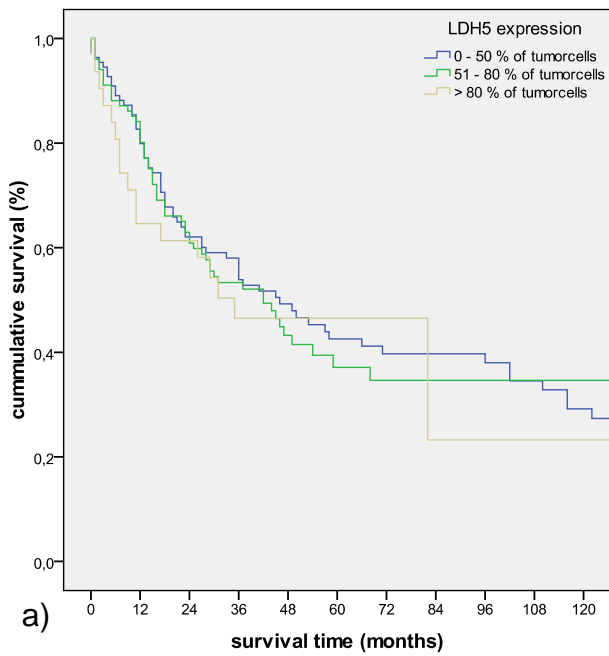 LDH5 expression
0 - 50 % of tumorcells
51 - 80 % of tumorcells
> 80 % of tumorcells
1,0
0,8
0,6
0,4
0,2
0,0
cummulative survival (%)
0 12 24 36 48 60 72 84 96 108 120
survival time (months)
a)